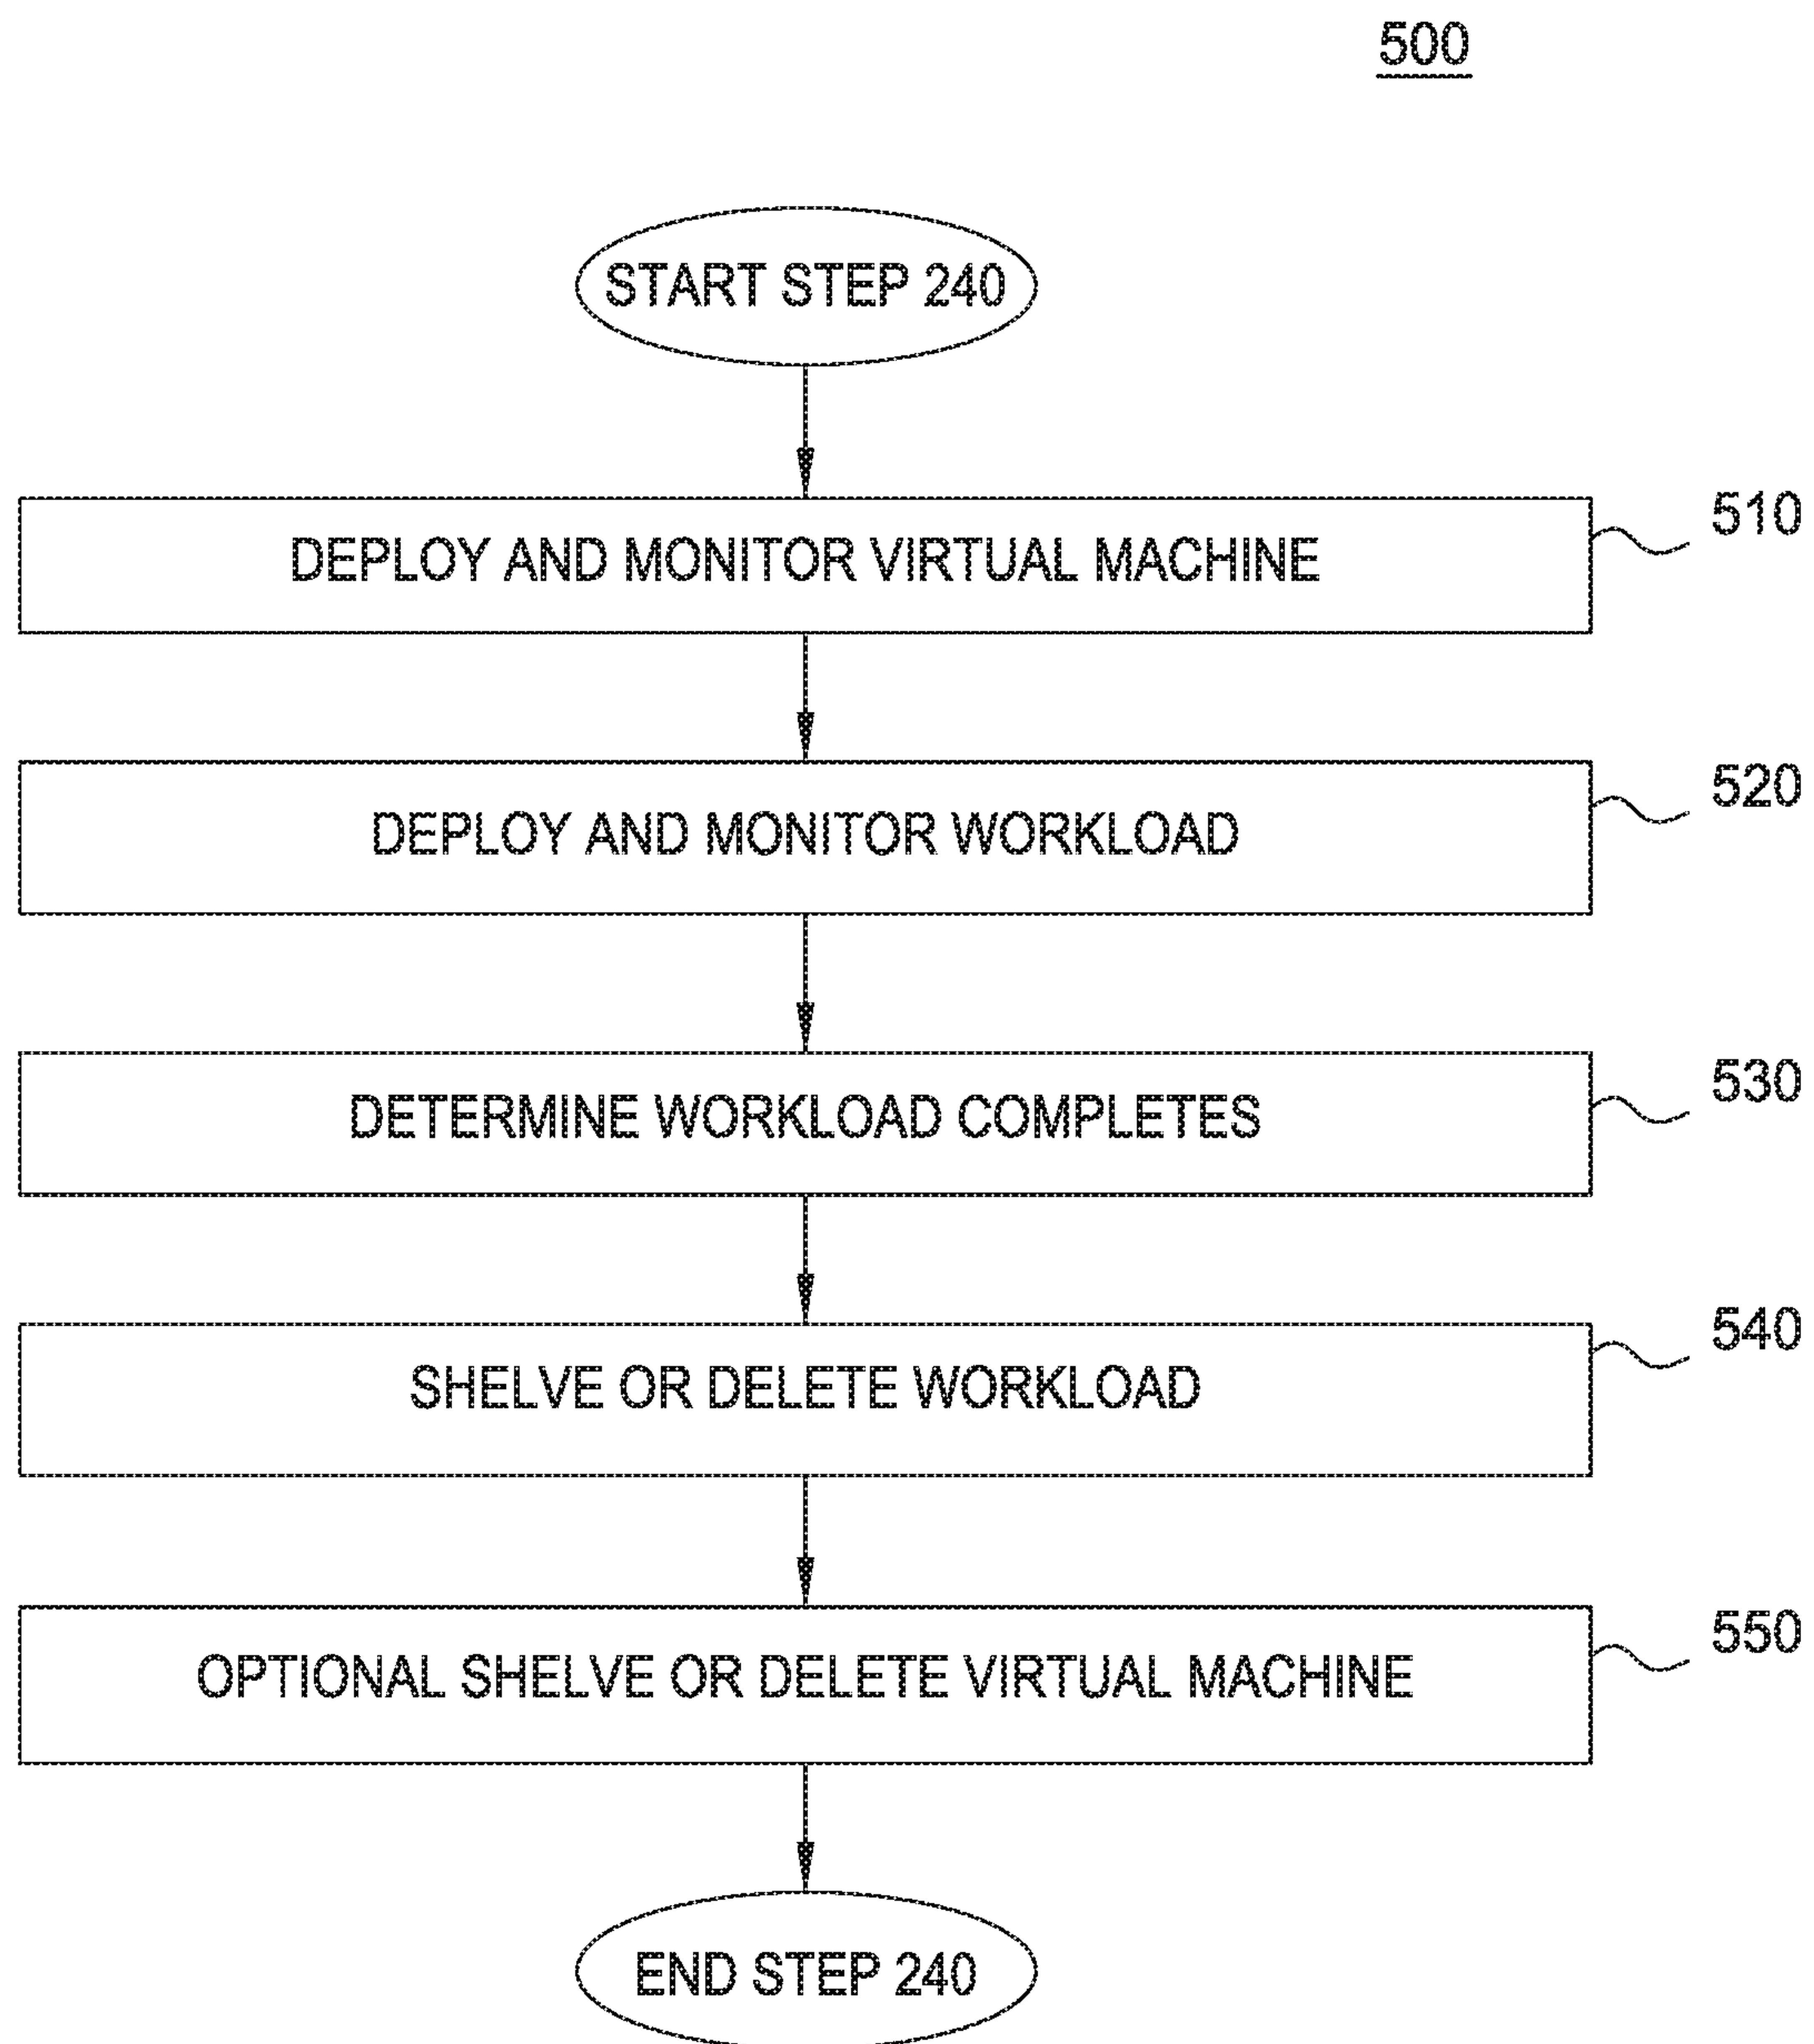 500
START STEP 240
DEPLOY AND MONITOR VIRTUAL MACHINE
510
DEPLOY AND MONITOR WORKLOAD
520
DETERMINE WORKLOAD COMPLETES
530
SHELVE OR DELETE WORKLOAD
540
OPTIONAL SHELVE OR DELETE VIRTUAL MACHINE
550
END STEP 240